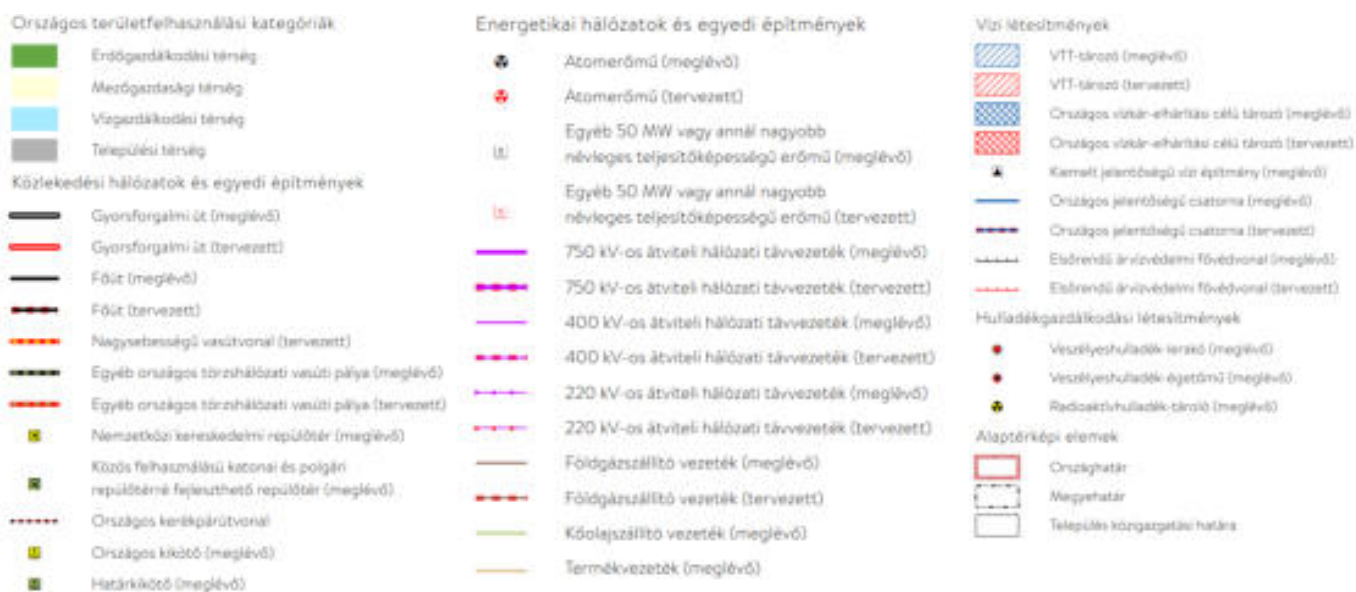 Országos területfelhasználási kategóriák
Erdőgazdálkodási térség
Mezőgazdasági térség
Vízgazdálkodási térség
Települési térség
Közlekedési hálózatok és egyedi építmények
Gyorsforgalmi út (meglévő)
Gyorsforgalmi út (tervezett)
Főút (meglévő)
Főút (tervezett)
Nagysebességű vasútvonal (tervezett)
Egyéb országos törzshálózati vasúti pálya (meglévő)
Egyéb országos törzshálózati vasúti pálya (tervezett)
Nemzetközi kereskedelmi repülőtér (meglévő)
Közös felhasználású katonai és polgári
repülőtérré fejleszthető repülőtér (meglévő)
Országos kerékpárútvonal
Országos kikötő (meglévő)
Határkikötő (meglévő)
Energetikai hálózatok és egyedi építmények
Atomerőmű (meglévő)
Atomerőmű (tervezett)
Egyéb 50 MW vagy annál nagyobb
névleges teljesítőképességű erőmű (meglévő)
Egyéb 50 MW vagy annál nagyobb
névleges teljesítőképességű erőmű (tervezett)
750 kV-os átviteli hálózati távvezeték (meglévő)
750 kV-os átviteli hálózati távvezeték (tervezett)
400 kV-os átviteli hálózati távvezeték (meglévő)
400 kV-os átviteli hálózati távvezeték (tervezett)
220 kV-os átviteli hálózati távvezeték (meglévő)
220 kV-os átviteli hálózati távvezeték (tervezett)
Földgázszállító vezeték (meglévő)
Földgázszállító vezeték (tervezett)
Kőolajszállító vezeték (meglévő)
Termékvezeték (meglévő)
Vízi létesítmények
VTT-tározó (meglévő)
VTT-tározó (tervezett)
Országos vízkár-elhárítási célú tározó (meglévő)
Országos vízkár-elhárítási célú tározó (tervezett)
Kiemelt jelentőségű vízi építmény (meglévő)
Országos jelentőségű csatorna (meglévő)
Országos jelentőségű csatorna (tervezett)
Elsőrendű árvízvédelmi fővédvonal (meglévő)
Elsőrendű árvízvédelmi fővédvonal (tervezett)
Hulladékgazdálkodási létesítmények
Veszélyeshulladék-lerakó (meglévő)
Veszélyeshulladék-égetőmű (meglévő)
Radioaktívhulladék-tároló (meglévő)
Alaptérképi elemek
Országhatár
Megyehatár
Település közigazgatási határa